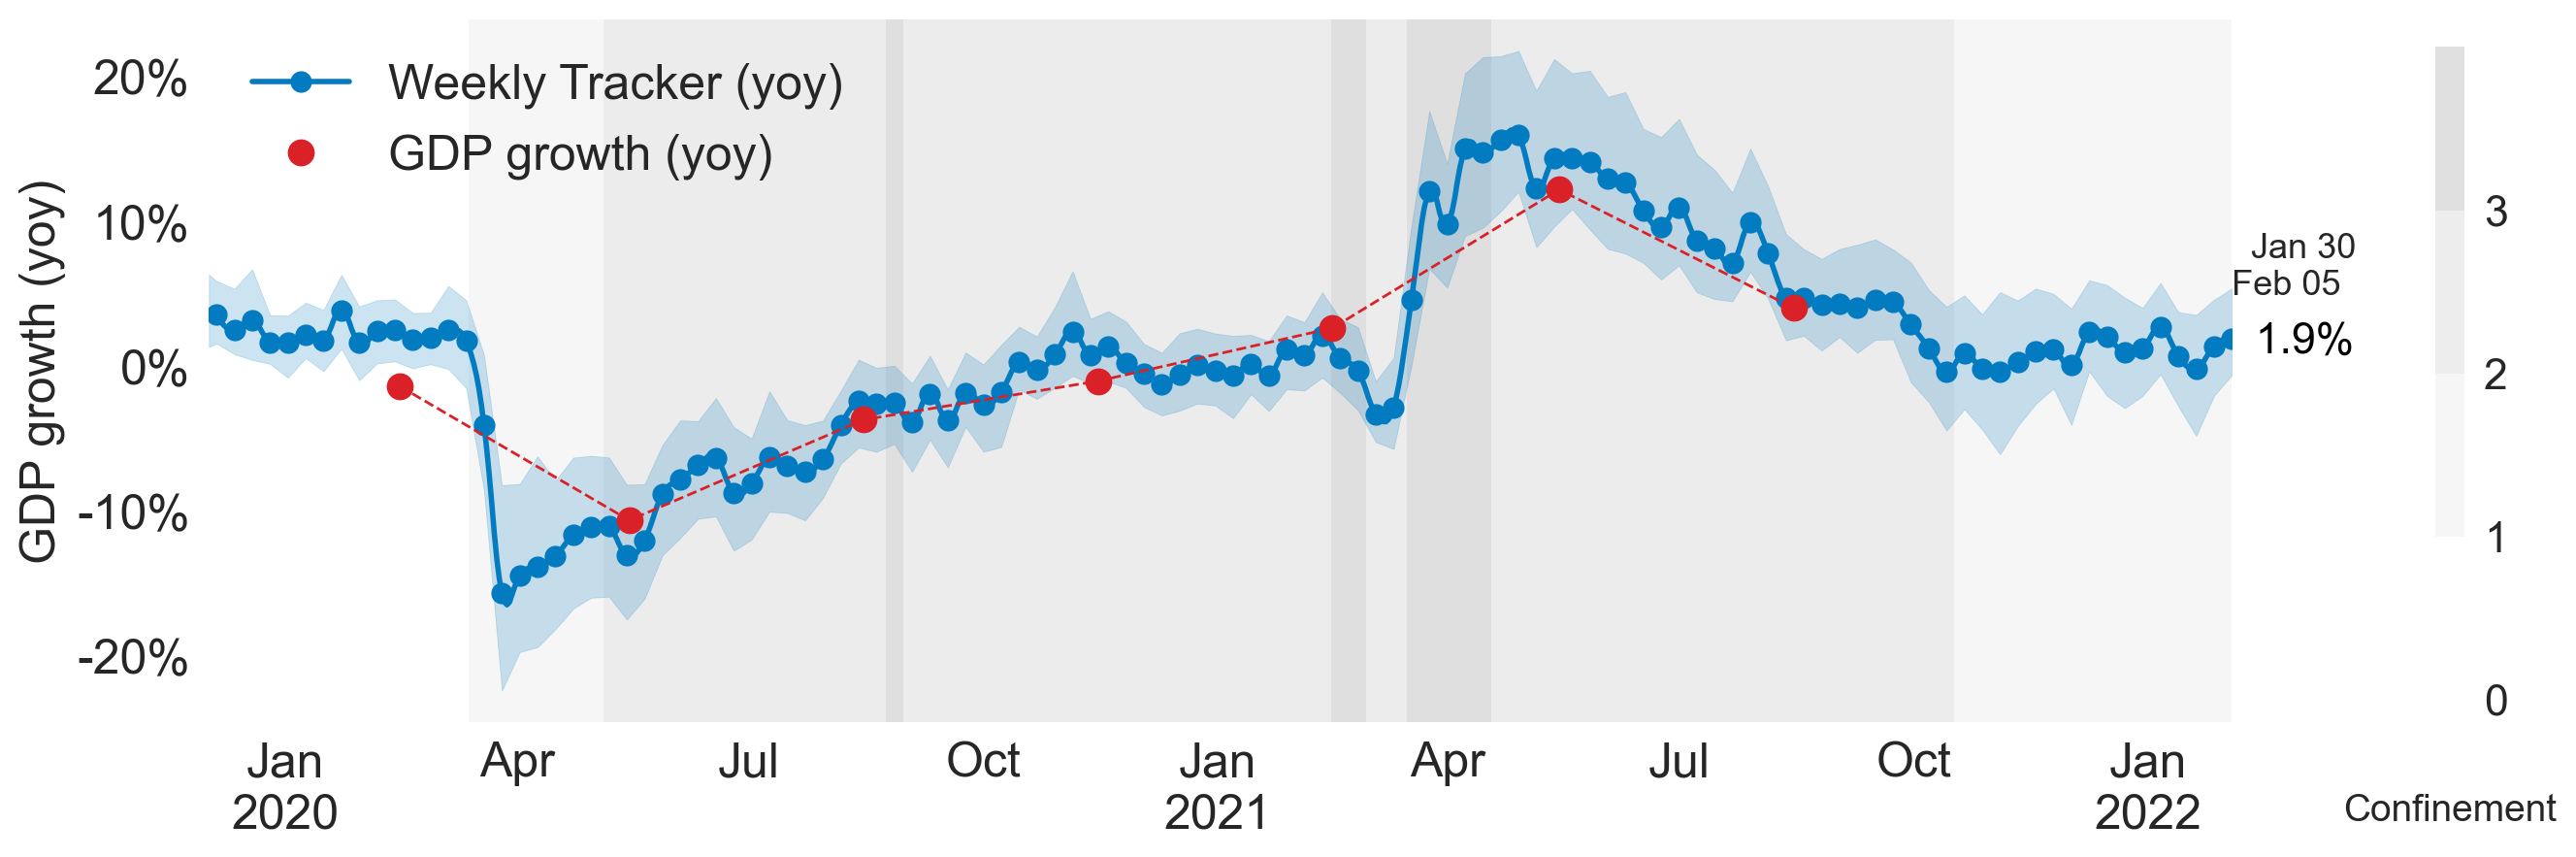 Weekly Tracker (yoy)
GDP growth (yoy)
GDP growth (yoy)
20%
10%
0%
-10%
-20%
Jan
2020
Apr
Jul
Oct
Jan
2021
Apr
Jul
Oct
Jan
2022
Jan 30
Feb 05
1.9%
3
2
1
0
Confinement